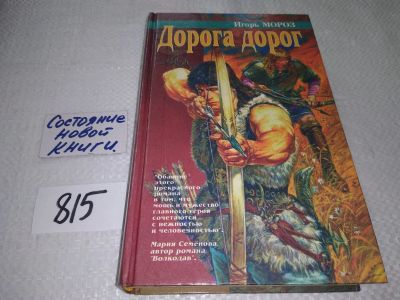 Игорь МОРОЗ
Дорога дорог
Состояние
новой
книги.
815
"Обаяние
этого
прекрасного
романа
в том, что
мощь и мужество
главного героя
сочетаются
с нежностью
и человечностью".
Мария Семёнова,
автор романа
"Волкодав".